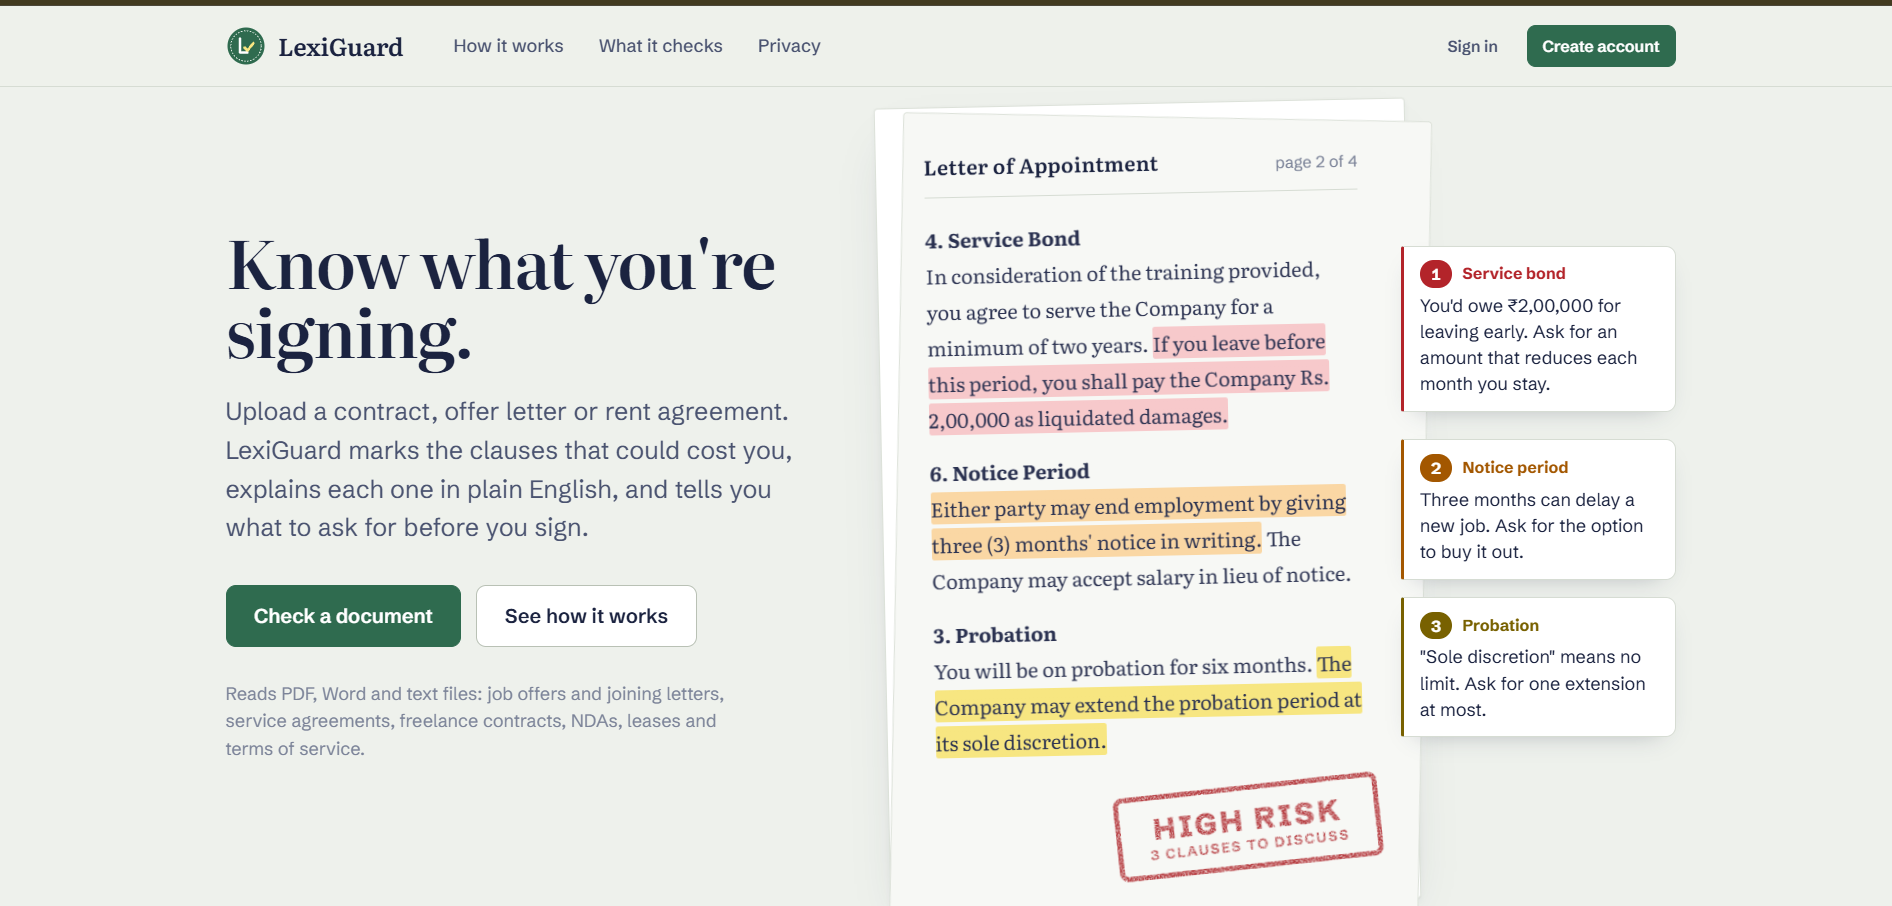 LexiGuard
How it works
What it checks
Privacy
Sign in
Create account
Know what you're
signing.
Upload a contract, offer letter or rent agreement.
LexiGuard marks the clauses that could cost you,
explains each one in plain English, and tells you
what to ask for before you sign.
Check a document
See how it works
Reads PDF, Word and text files: job offers and joining letters,
service agreements, freelance contracts, NDAs, leases and
terms of service.
Letter of Appointment
page 2 of 4
4. Service Bond
In consideration of the training provided,
you agree to serve the Company for a
minimum of two years. If you leave before
this period, you shall pay the Company Rs.
2,00,000 as liquidated damages.
6. Notice Period
Either party may end employment by giving
three (3) months' notice in writing. The
Company may accept salary in lieu of notice.
3. Probation
You will be on probation for six months. The
Company may extend the probation period at
its sole discretion.
HIGH RISK
3 CLAUSES TO DISCUSS
1 Service bond
You'd owe ₹2,00,000 for
leaving early. Ask for an
amount that reduces each
month you stay.
2 Notice period
Three months can delay a
new job. Ask for the option
to buy it out.
3 Probation
"Sole discretion" means no
limit. Ask for one extension
at most.